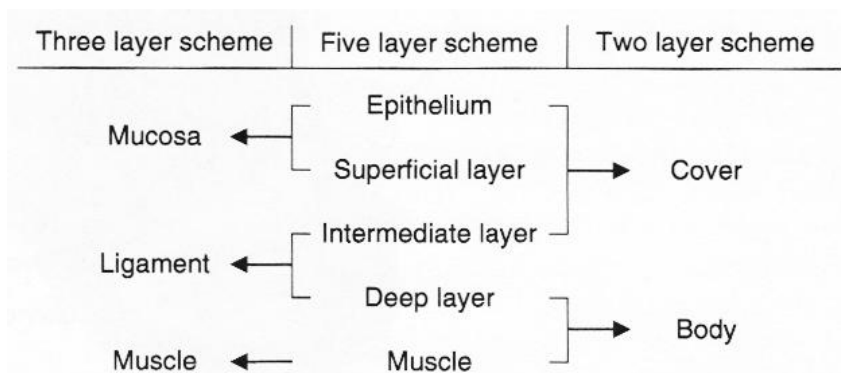 Three layer scheme Five layer scheme Two layer scheme
Epithelium
Mucosa
Superficial layer Cover
Intermediate layer
Ligament
Deep layer
Body
Muscle Muscle